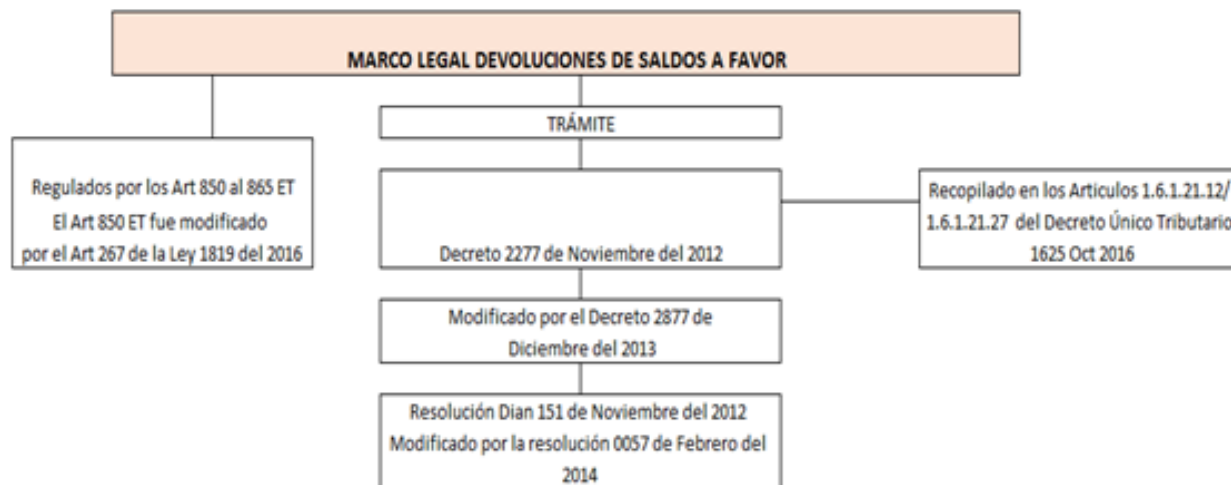 MARCO LEGAL DEVOLUCIONES DE SALDOS A FAVOR
TRÁMITE
Regulados por los Art 850 al 865 ET
El Art 850 ET fue modificado
por el Art 267 de la Ley 1819 del 2016
Decreto 2277 de Noviembre del 2012
Recopilado en los Articulos 1.6.1.21.12/
1.6.1.21.27 del Decreto Único Tributario
1625 Oct 2016
Modificado por el Decreto 2877 de
Diciembre del 2013
Resolución Dian 151 de Noviembre del 2012
Modificado por la resolución 0057 de Febrero del
2014